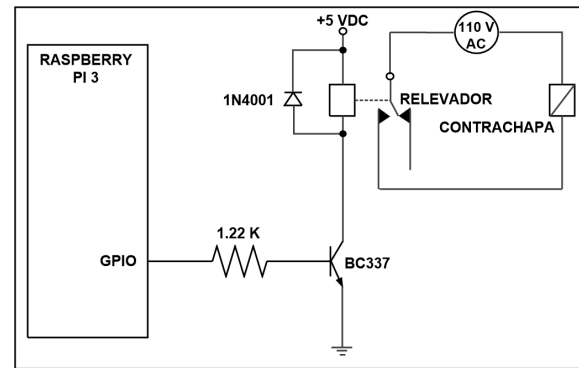 +5 VDC
110 V
AC
RASPBERRY
PI 3
1N4001
RELEVADOR
CONTRACHAPA
1.22 K
GPIO
BC337